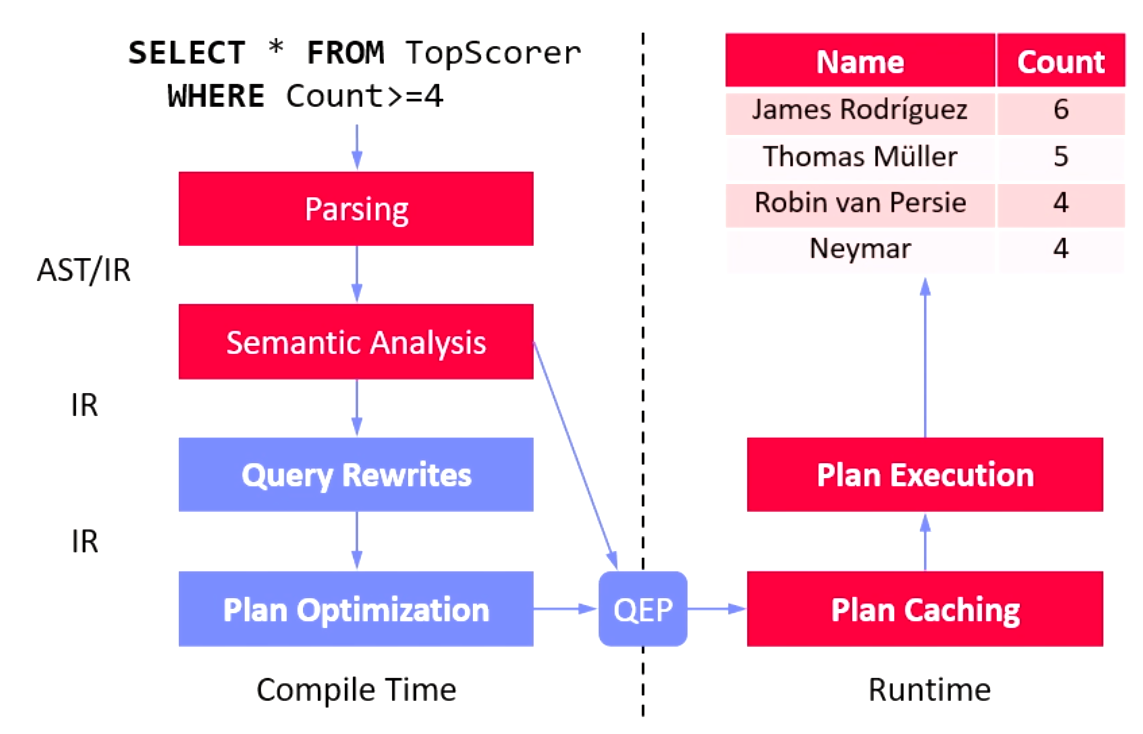 SELECT * FROM TopScorer
WHERE Count>=4
Parsing
AST/IR
Semantic Analysis
IR
Query Rewrites
IR
Plan Optimization
QEP
Compile Time
Name Count
James Rodríguez 6
Thomas Müller 5
Robin van Persie 4
Neymar 4
Plan Execution
Plan Caching
Runtime